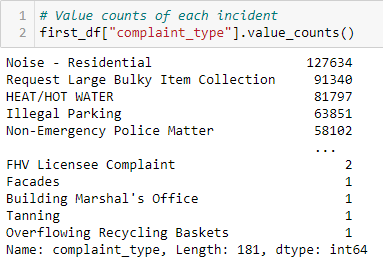 1 # Value counts of each incident
2 first_df["complaint_type"].value_counts()
Noise - Residential 127634
Request Large Bulky Item Collection 91340
HEAT/HOT WATER 81797
Illegal Parking 63851
Non-Emergency Police Matter 58102
...
FHV Licensee Complaint 2
Facades 1
Building Marshal's Office 1
Tanning 1
Overflowing Recycling Baskets 1
Name: complaint_type, Length: 181, dtype: int64